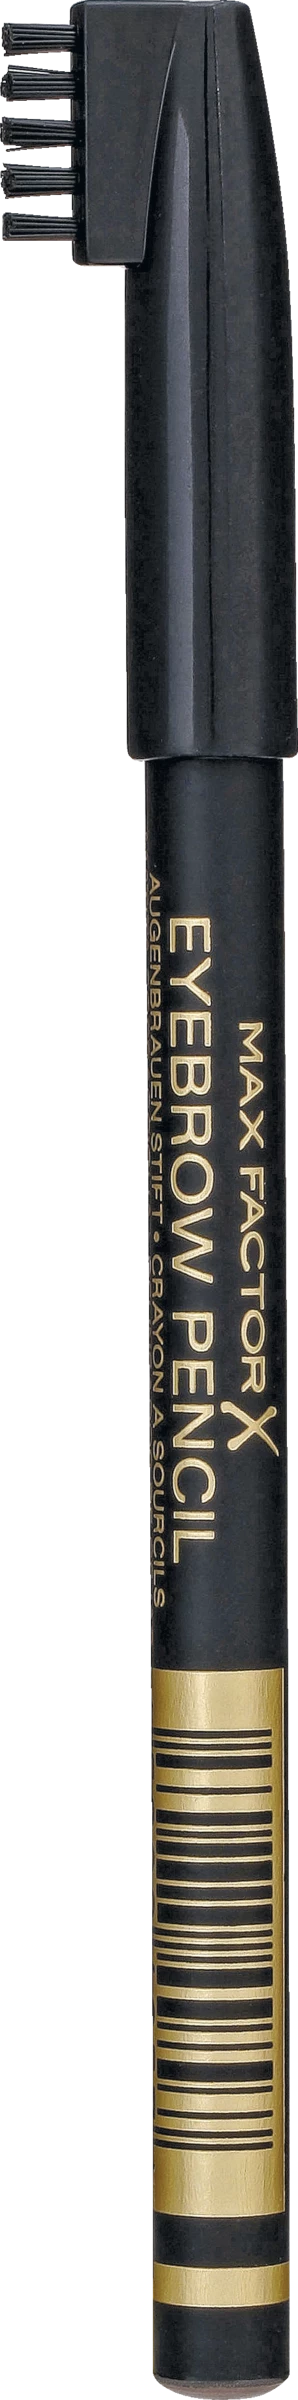 MAX FACTOR X
EYEBROW PENCIL
AUGENBRAUEN STIFT • CRAYON A SOURCILS